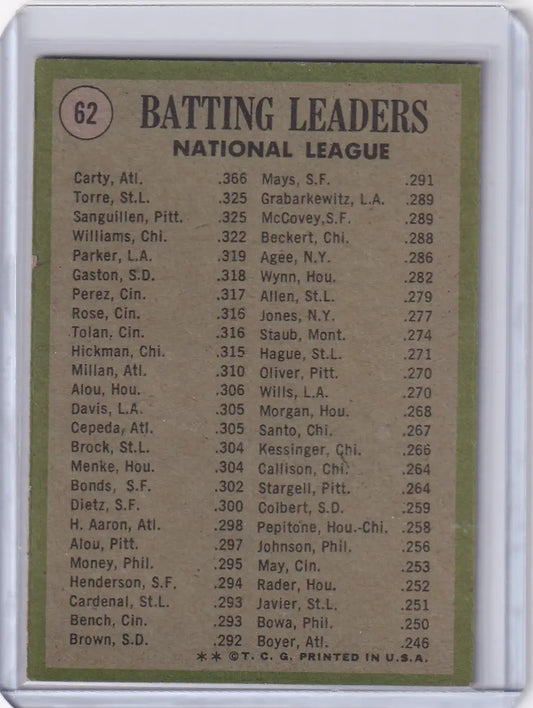 62
BATTING LEADERS
NATIONAL LEAGUE
Carty, Atl. .366
Torre, St.L. .325
Sanguillen, Pitt. .325
Williams, Chi. .322
Parker, L.A. .319
Gaston, S.D. .318
Perez, Cin. .317
Rose, Cin. .316
Tolan, Cin. .316
Hickman, Chi. .315
Millan, Atl. .310
Alou, Hou. .306
Davis, L.A. .305
Cepeda, Atl. .305
Brock, St.L. .304
Menke, Hou. .304
Bonds, S.F. .302
Dietz, S.F. .300
H. Aaron, Atl. .298
Alou, Pitt. .297
Money, Phil. .295
Henderson, S.F. .294
Cardenal, St.L. .293
Bench, Cin. .293
Brown, S.D. .292
Mays, S.F. .291
Grabarkewitz, L.A. .289
McCovey, S.F. .289
Beckert, Chi. .288
Agee, N.Y. .286
Wynn, Hou. .282
Allen, St.L. .279
Jones, N.Y. .277
Staub, Mont. .274
Hague, St.L. .271
Oliver, Pitt. .270
Wills, L.A. .270
Morgan, Hou. .268
Santo, Chi. .267
Kessinger, Chi. .266
Callison, Chi. .264
Stargell, Pitt. .264
Colbert, S.D. .259
Pepitone, Hou.-Chi. .258
Johnson, Phil. .256
May, Cin. .253
Rader, Hou. .252
Javier, St.L. .251
Bowa, Phil. .250
Boyer, Atl. .246
** ©T. C. G. PRINTED IN U.S.A.